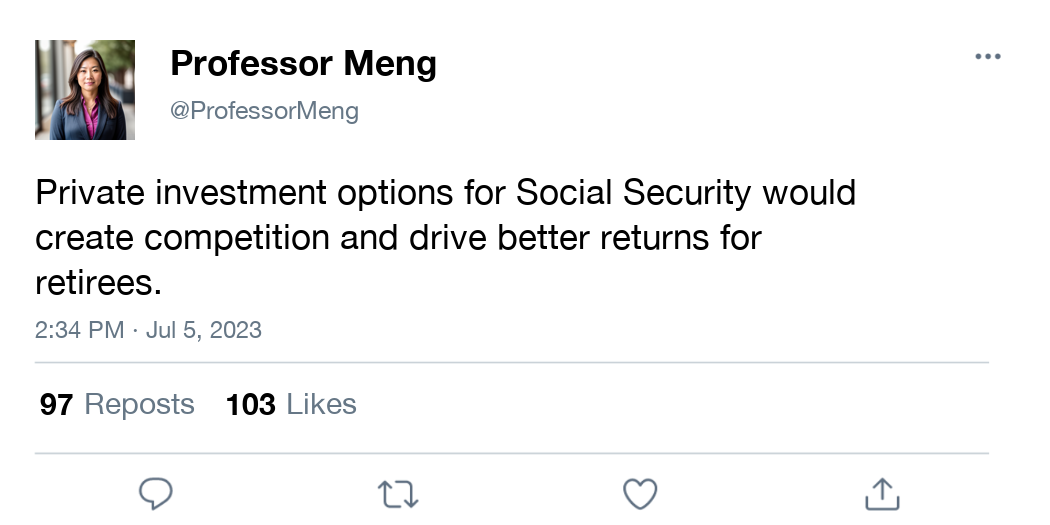 Professor Meng
@ProfessorMeng
Private investment options for Social Security would
create competition and drive better returns for
retirees.
2:34 PM · Jul 5, 2023
97 Reposts 103 Likes